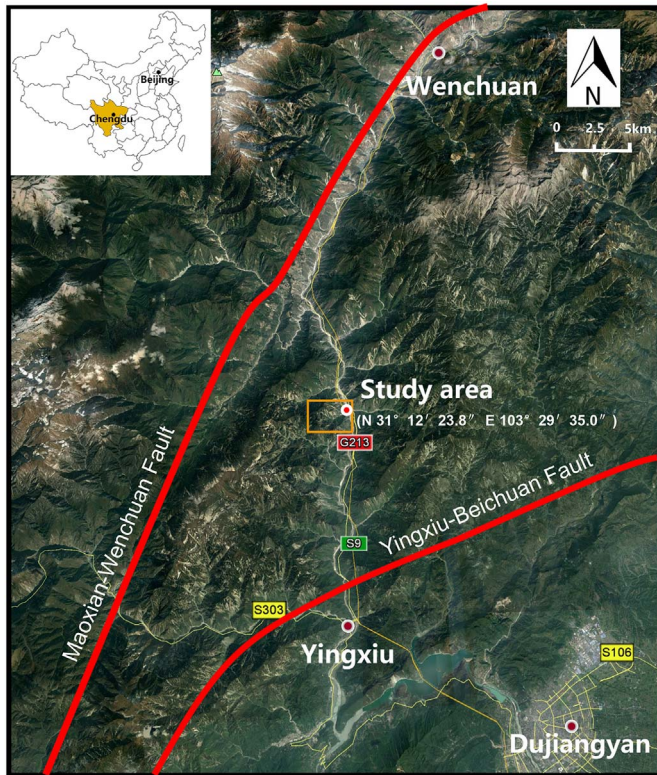 Beijing
Chengdu
Wenchuan
N
0 2.5 5km
Study area
(N 31° 12′ 23.8″ E 103° 29′ 35.0″ )
G213
Maoxian-Wenchuan Fault
Yingxiu-Beichuan Fault
S9
S303
Yingxiu
S106
Dujiangyan